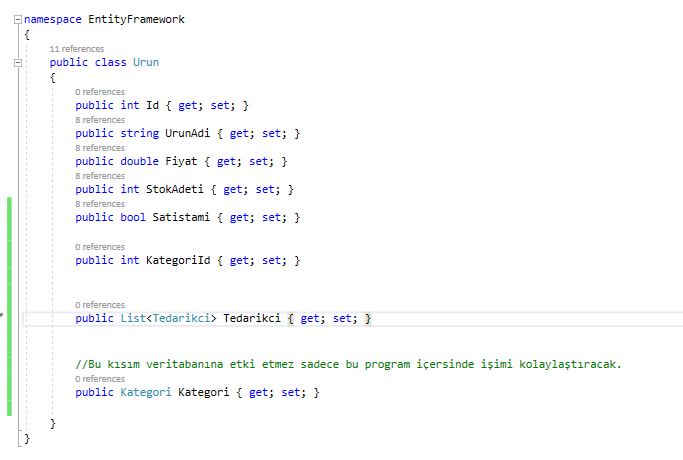 namespace EntityFramework
{
11 references
public class Urun
{
0 references
public int Id { get; set; }
8 references
public string UrunAdi { get; set; }
8 references
public double Fiyat { get; set; }
8 references
public int StokAdeti { get; set; }
8 references
public bool Satistami { get; set; }
0 references
public int KategoriId { get; set; }
0 references
public List<Tedarikci> Tedarikci { get; set; }
//Bu kısım veritabanına etki etmez sadece bu program içersinde işimi kolaylaştıracak.
0 references
public Kategori Kategori { get; set; }
}
}